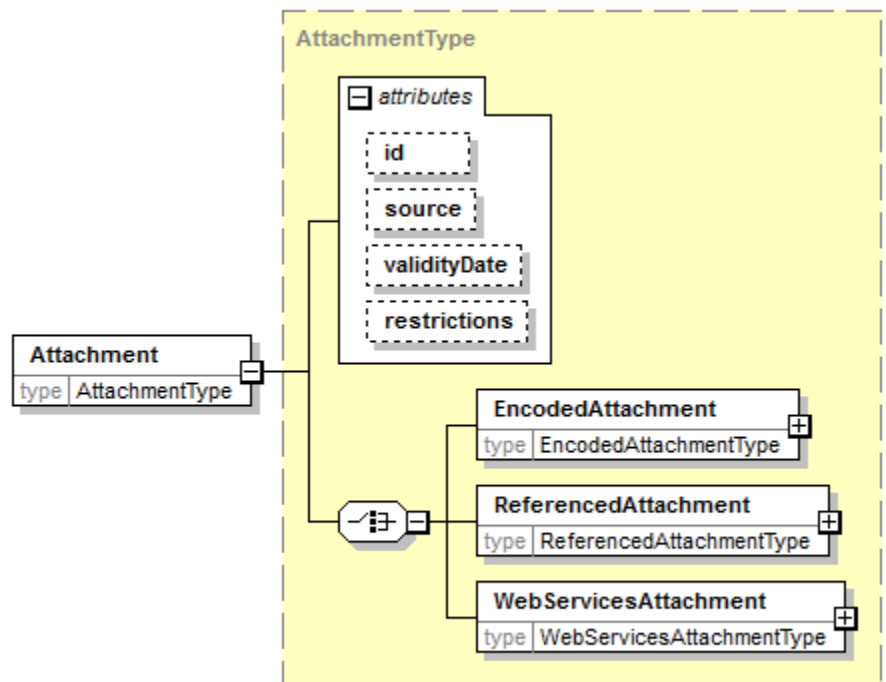 AttachmentType
attributes
id
source
validityDate
restrictions
Attachment
type AttachmentType
EncodedAttachment
type EncodedAttachmentType
ReferencedAttachment
type ReferencedAttachmentType
WebServicesAttachment
type WebServicesAttachmentType